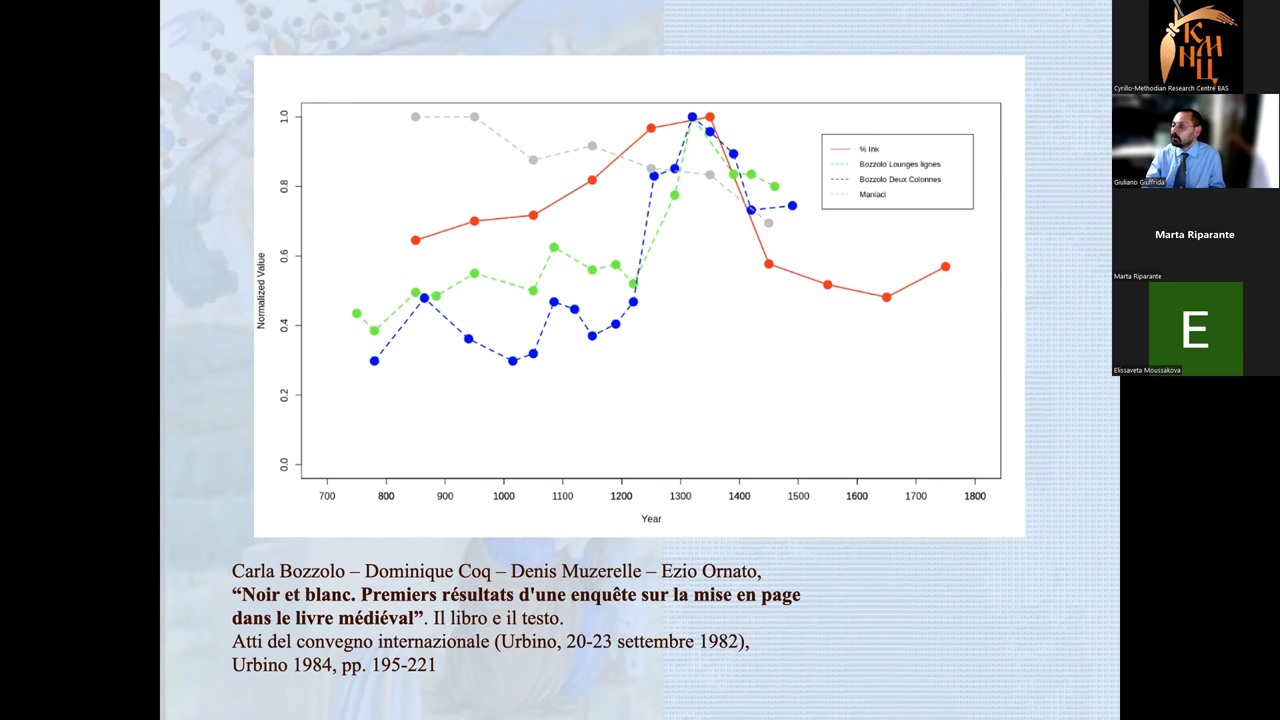 Normalized Value
1.0
0.8
0.6
0.4
0.2
0.0
% Ink
Bozzolo Lounges lignes
Bozzolo Deux Colonnes
Maniaci
700 800 900 1000 1100 1200 1300 1400 1500 1600 1700 1800
Year
Carla Bozzolo – Dominique Coq – Denis Muzerelle – Ezio Ornato,
“Noir et blanc. Premiers résultats d'une enquête sur la mise en page
dans le livre médiéval”. Il libro e il testo.
Atti del convegno internazionale (Urbino, 20-23 settembre 1982),
Urbino 1984, pp. 195-221
К
М
Н
Ц
Cyrillo-Methodian Research Centre BAS
Giuliano Giuffrida
Marta Riparante
Marta Riparante
E
Elissaveta Moussakova